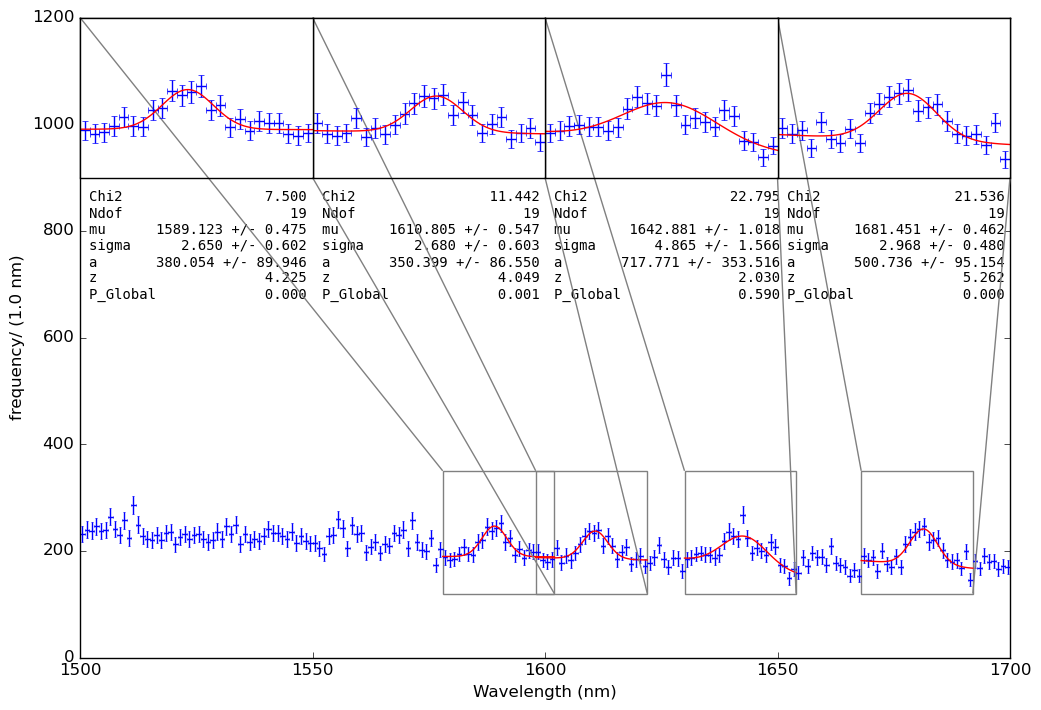 1200
1000
800
600
400
200
0
frequency/ (1.0 nm)
Chi2 7.500 Chi2 11.442 Chi2 22.795 Chi2 21.536
Ndof 19 Ndof 19 Ndof 19 Ndof 19
mu 1589.123 +/- 0.475 mu 1610.805 +/- 0.547 mu 1642.881 +/- 1.018 mu 1681.451 +/- 0.462
sigma 2.650 +/- 0.602 sigma 2.680 +/- 0.603 sigma 4.865 +/- 1.566 sigma 2.968 +/- 0.480
a 380.054 +/- 89.946 a 350.399 +/- 86.550 a 717.771 +/- 353.516 a 500.736 +/- 95.154
z 4.225 z 4.049 z 2.030 z 5.262
P_Global 0.000 P_Global 0.001 P_Global 0.590 P_Global 0.000
1500 1550 1600 1650 1700
Wavelength (nm)